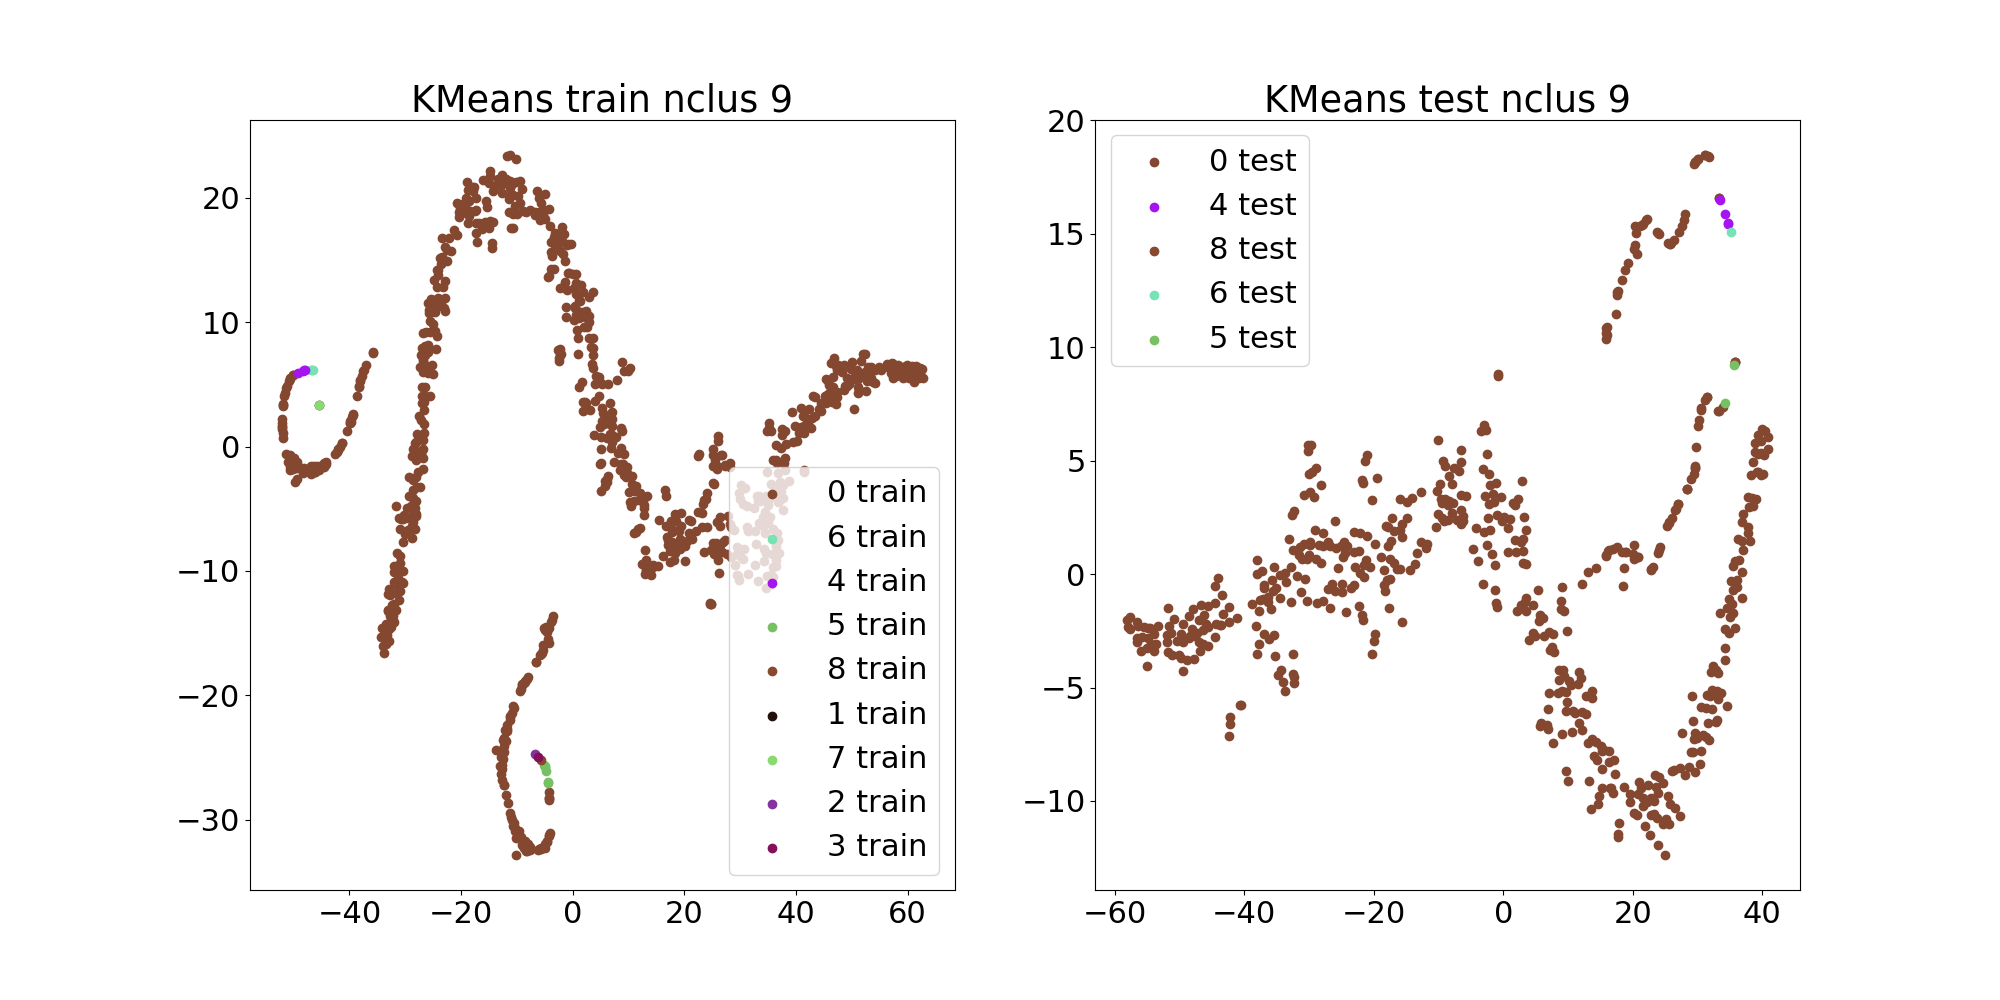 KMeans train nclus 9
20
10
0
−10
−20
−30
−40
−20
0
20
40
60
0 train
6 train
4 train
5 train
8 train
1 train
7 train
2 train
3 train
KMeans test nclus 9
20
15
10
5
0
−5
−10
−60
−40
−20
0
20
40
0 test
4 test
8 test
6 test
5 test